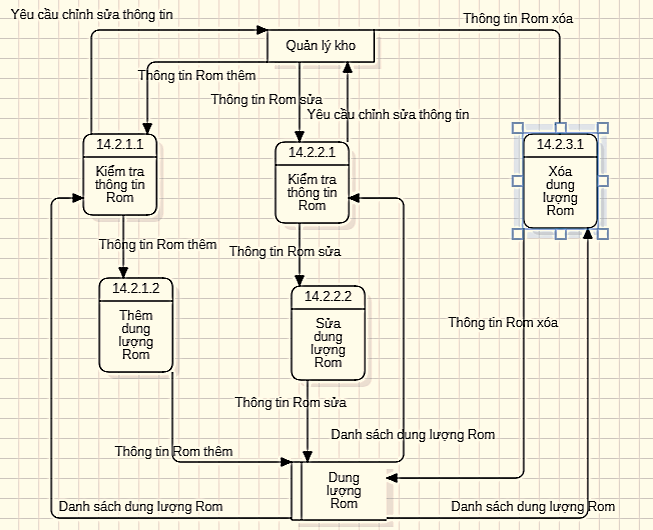 Yêu cầu chỉnh sửa thông tin
Thông tin Rom xóa
Quản lý kho
Thông tin Rom thêm
Thông tin Rom sửa
Yêu cầu chỉnh sửa thông tin
14.2.1.1
Kiểm tra
thông tin
Rom
14.2.2.1
Kiểm tra
thông tin
Rom
14.2.3.1
Xóa
dung
lượng
Rom
Thông tin Rom thêm
Thông tin Rom sửa
14.2.1.2
Thêm
dung
lượng
Rom
14.2.2.2
Sửa
dung
lượng
Rom
Thông tin Rom xóa
Thông tin Rom sửa
Danh sách dung lượng Rom
Thông tin Rom thêm
Dung
lượng
Rom
Danh sách dung lượng Rom
Danh sách dung lượng Rom